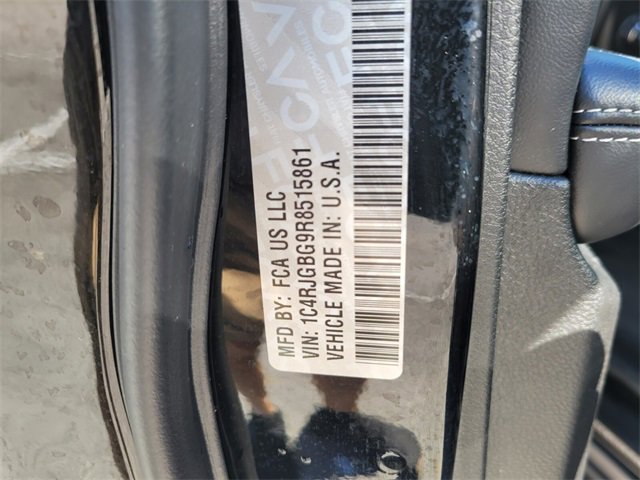 MFD BY: FCA US LLC
VIN: 1C4RJGBG9R8515861
VEHICLE MADE IN: U.S.A.